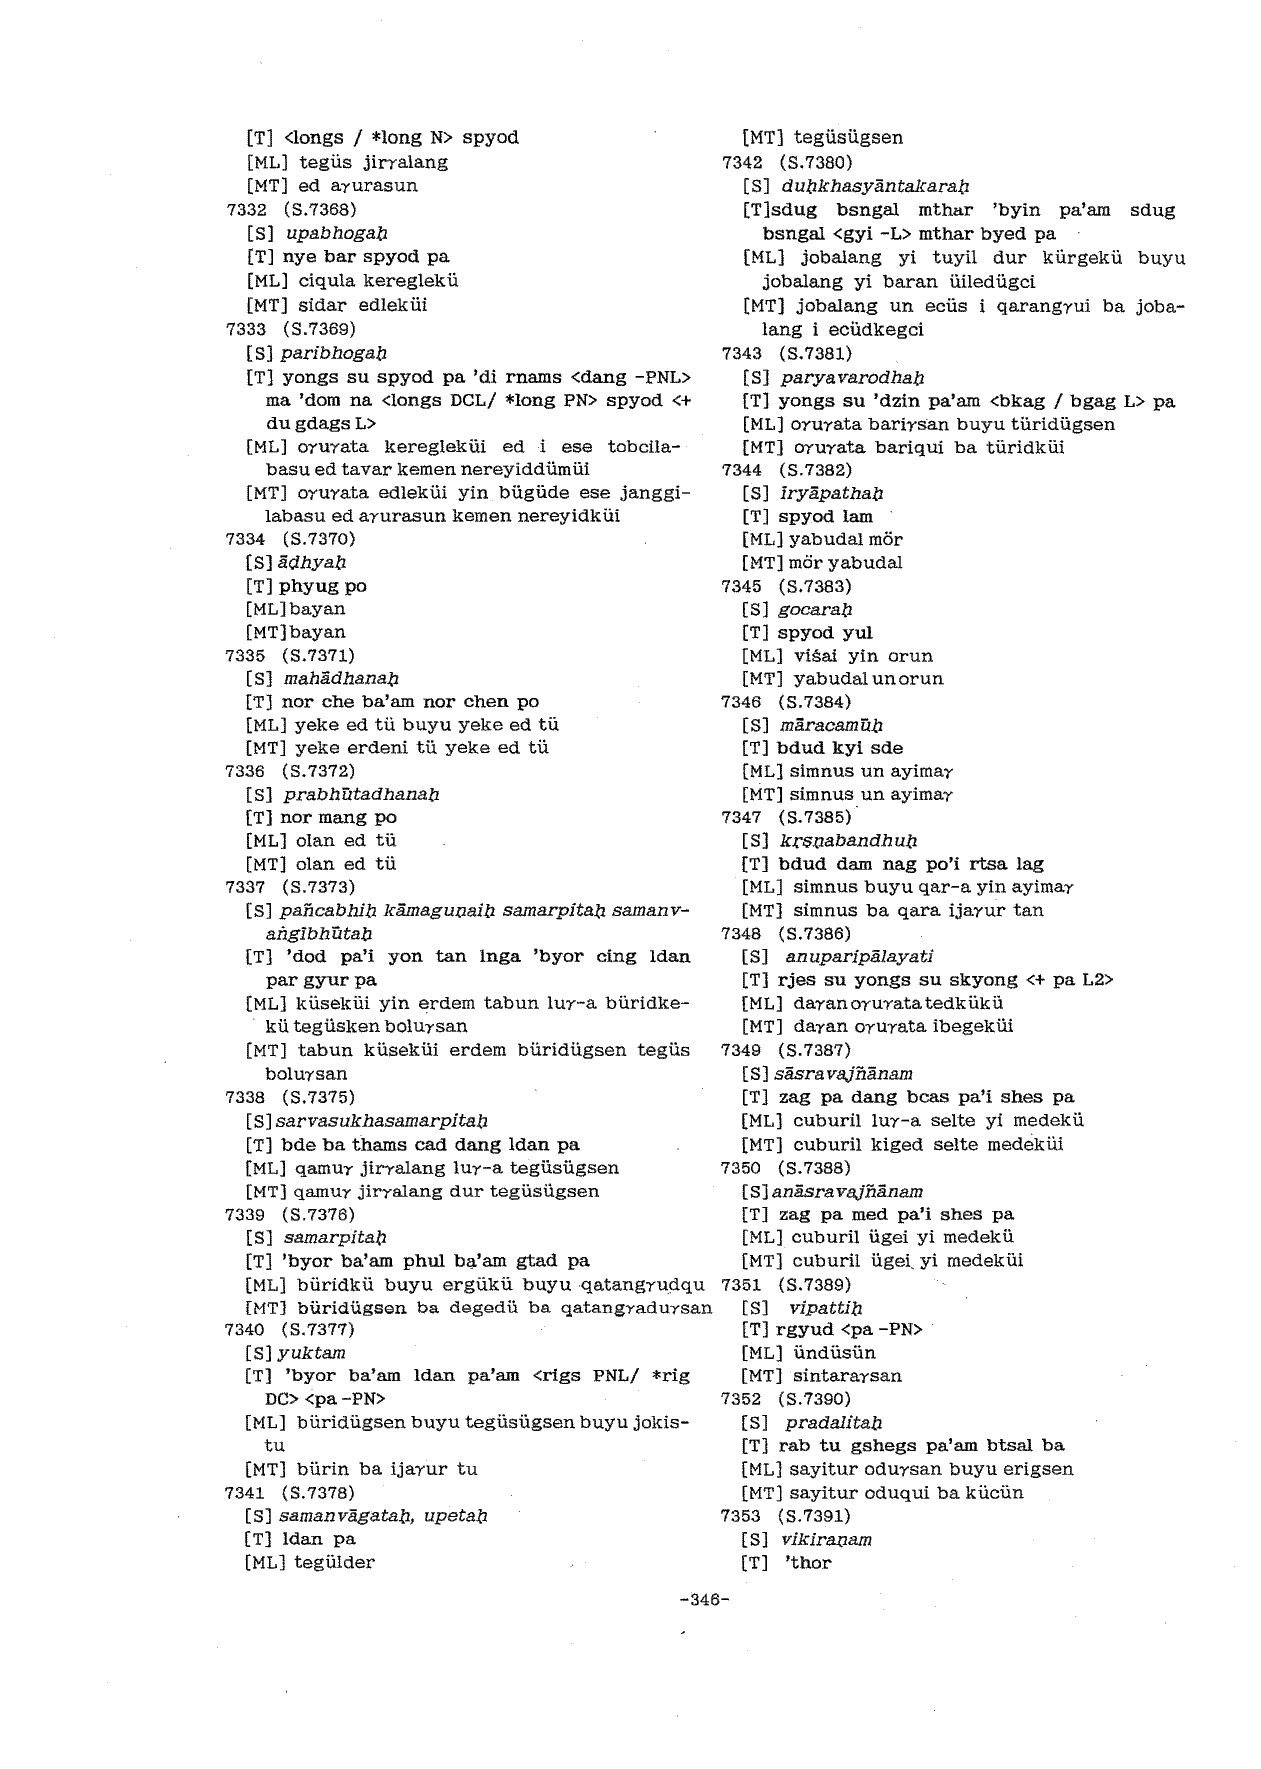 [T] <longs / *long N> spyod
[ML] tegüs jirγalang
[MT] ed aγurasun
7332 (S.7368)
[S] upabhogaḥ
[T] nye bar spyod pa
[ML] ciqula kereglekü
[MT] sidar edleküi
7333 (S.7369)
[S] paribhogaḥ
[T] yongs su spyod pa 'di rnams <dang -PNL>
ma 'dom na <longs DCL/ *long PN> spyod <+
du gdags L>
[ML] oγuγata keregleküi ed i ese tobcila-
basu ed tavar kemen nereyiddümüi
[MT] oγuγata edleküi yin bügüde ese janggi-
labasu ed aγurasun kemen nereyidküi
7334 (S.7370)
[S] āḍhyaḥ
[T] phyug po
[ML] bayan
[MT] bayan
7335 (S.7371)
[S] mahādhanaḥ
[T] nor che ba'am nor chen po
[ML] yeke ed tü buyu yeke ed tü
[MT] yeke erdeni tü yeke ed tü
7336 (S.7372)
[S] prabhūtadhanaḥ
[T] nor mang po
[ML] olan ed tü
[MT] olan ed tü
7337 (S.7373)
[S] pañcabhiḥ kāmaguṇaiḥ samarpitaḥ samanv-
aṅgībhūtaḥ
[T] 'dod pa'i yon tan lnga 'byor cing ldan
par gyur pa
[ML] küseküi yin erdem tabun luγ-a büridke-
kü tegüsken boluγsan
[MT] tabun küseküi erdem büridügsen tegüs
boluγsan
7338 (S.7375)
[S] sarvasukhasamarpitaḥ
[T] bde ba thams cad dang ldan pa
[ML] qamuγ jirγalang luγ-a tegüsügsen
[MT] qamuγ jirγalang dur tegüsügsen
7339 (S.7376)
[S] samarpitaḥ
[T] 'byor ba'am phul ba'am gtad pa
[ML] büridkü buyu ergükü buyu qatangγudqu
[MT] büridügsen ba degedü ba qatangγaduγsan
7340 (S.7377)
[S] yuktam
[T] 'byor ba'am ldan pa'am <rigs PNL/ *rig
DC> <pa -PN>
[ML] büridügsen buyu tegüsügsen buyu jokis-
tu
[MT] bürin ba ijaγur tu
7341 (S.7378)
[S] samanvāgataḥ, upetaḥ
[T] ldan pa
[ML] tegülder
[MT] tegüsügsen
7342 (S.7380)
[S] duḥkhasyāntakaraḥ
[T]sdug bsngal mthar 'byin pa'am sdug
bsngal <gyi -L> mthar byed pa
[ML] jobalang yi tuyil dur kürgekü buyu
jobalang yi baran üiledügci
[MT] jobalang un ecüs i qarangγui ba joba-
lang i ecüdkegci
7343 (S.7381)
[S] paryavarodhaḥ
[T] yongs su 'dzin pa'am <bkag / bgag L> pa
[ML] oγuγata bariγsan buyu türidügsen
[MT] oγuγata bariqui ba türidküi
7344 (S.7382)
[S] īryāpathaḥ
[T] spyod lam
[ML] yabudal mör
[MT] mör yabudal
7345 (S.7383)
[S] gocaraḥ
[T] spyod yul
[ML] viśai yin orun
[MT] yabudal un orun
7346 (S.7384)
[S] māracamūḥ
[T] bdud kyi sde
[ML] simnus un ayimaγ
[MT] simnus un ayimaγ
7347 (S.7385)
[S] kṛṣṇabandhuḥ
[T] bdud dam nag po'i rtsa lag
[ML] simnus buyu qar-a yin ayimaγ
[MT] simnus ba qara ijaγur tan
7348 (S.7386)
[S] anuparipālayati
[T] rjes su yongs su skyong <+ pa L2>
[ML] daγan oγuγata tedkükü
[MT] daγan oγuγata ibegeküi
7349 (S.7387)
[S] sāsravajñānam
[T] zag pa dang bcas pa'i shes pa
[ML] cuburil luγ-a selte yi medekü
[MT] cuburil kiged selte medeküi
7350 (S.7388)
[S] anāsravajñānam
[T] zag pa med pa'i shes pa
[ML] cuburil ügei yi medekü
[MT] cuburil ügei yi medeküi
7351 (S.7389)
[S] vipattiḥ
[T] rgyud <pa -PN>
[ML] ündüsün
[MT] sintaraγsan
7352 (S.7390)
[S] pradalitaḥ
[T] rab tu gshegs pa'am btsal ba
[ML] sayitur oduγsan buyu erigsen
[MT] sayitur oduqui ba kücün
7353 (S.7391)
[S] vikiraṇam
[T] 'thor
-346-